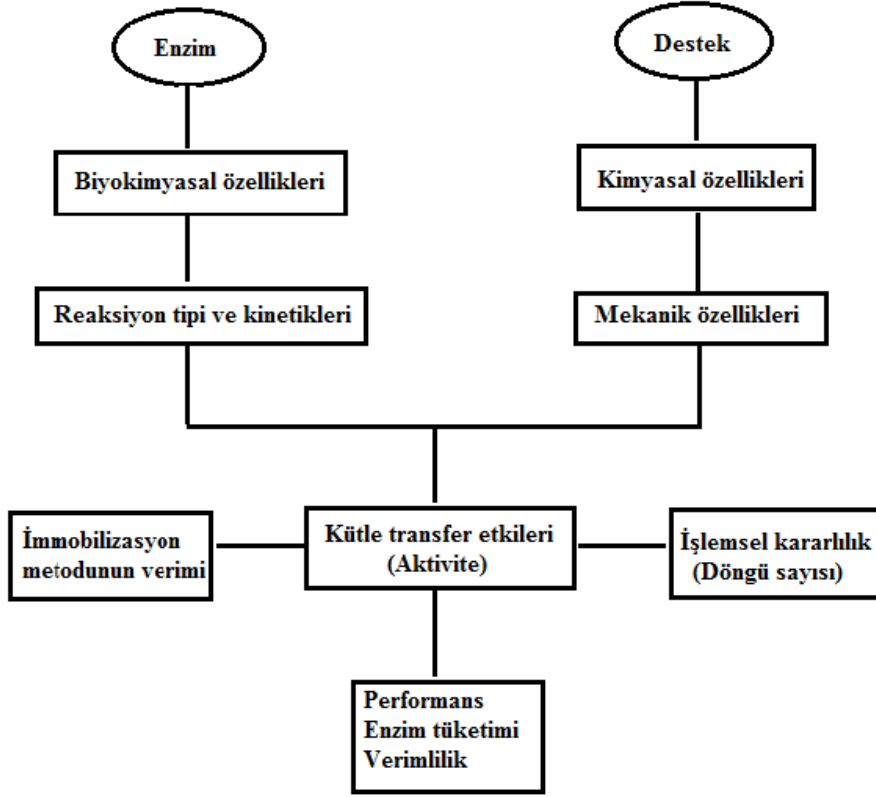 Enzim
Destek
Biyokimyasal özellikleri
Kimyasal özellikleri
Reaksiyon tipi ve kinetikleri
Mekanik özellikleri
İmmobilizasyon
metodunun verimi
Kütle transfer etkileri
(Aktivite)
İşlemsel kararlılık
(Döngü sayısı)
Performans
Enzim tüketimi
Verimlilik